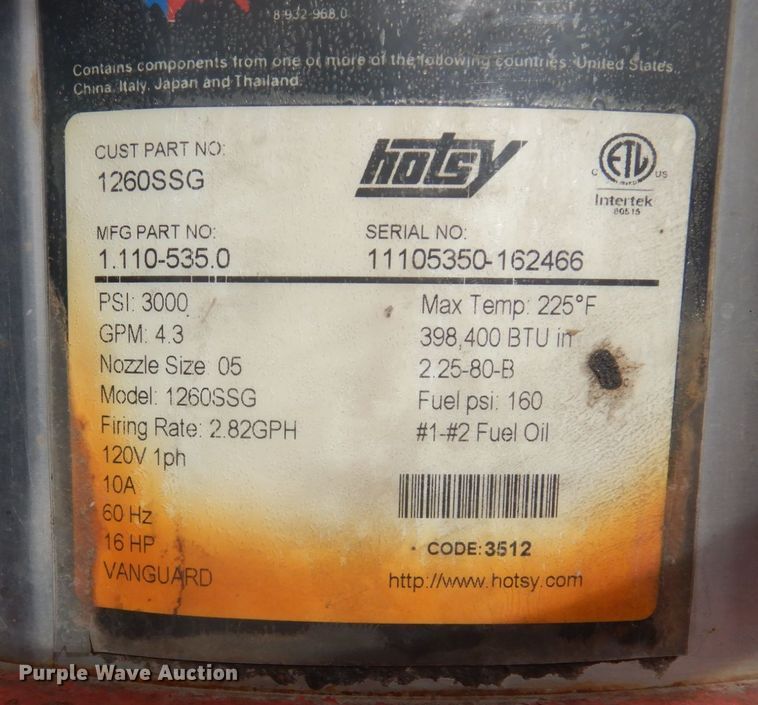 8-932-968.0
Contains components from one or more of the following countries: United States,
China, Italy, Japan and Thailand.
CUST PART NO:
1260SSG
hotsy
C ETL US
Intertek
MFG PART NO:
1.110-535.0
SERIAL NO:
11105350-162466
PSI: 3000
GPM: 4.3
Nozzle Size: 05
Model: 1260SSG
Firing Rate: 2.82GPH
120V 1ph
10A
60 Hz
16 HP
VANGUARD
Max Temp: 225°F
398,400 BTU in
2.25-80-B
Fuel psi: 160
#1-#2 Fuel Oil
CODE:3512
http://www.hotsy.com
Purple Wave Auction